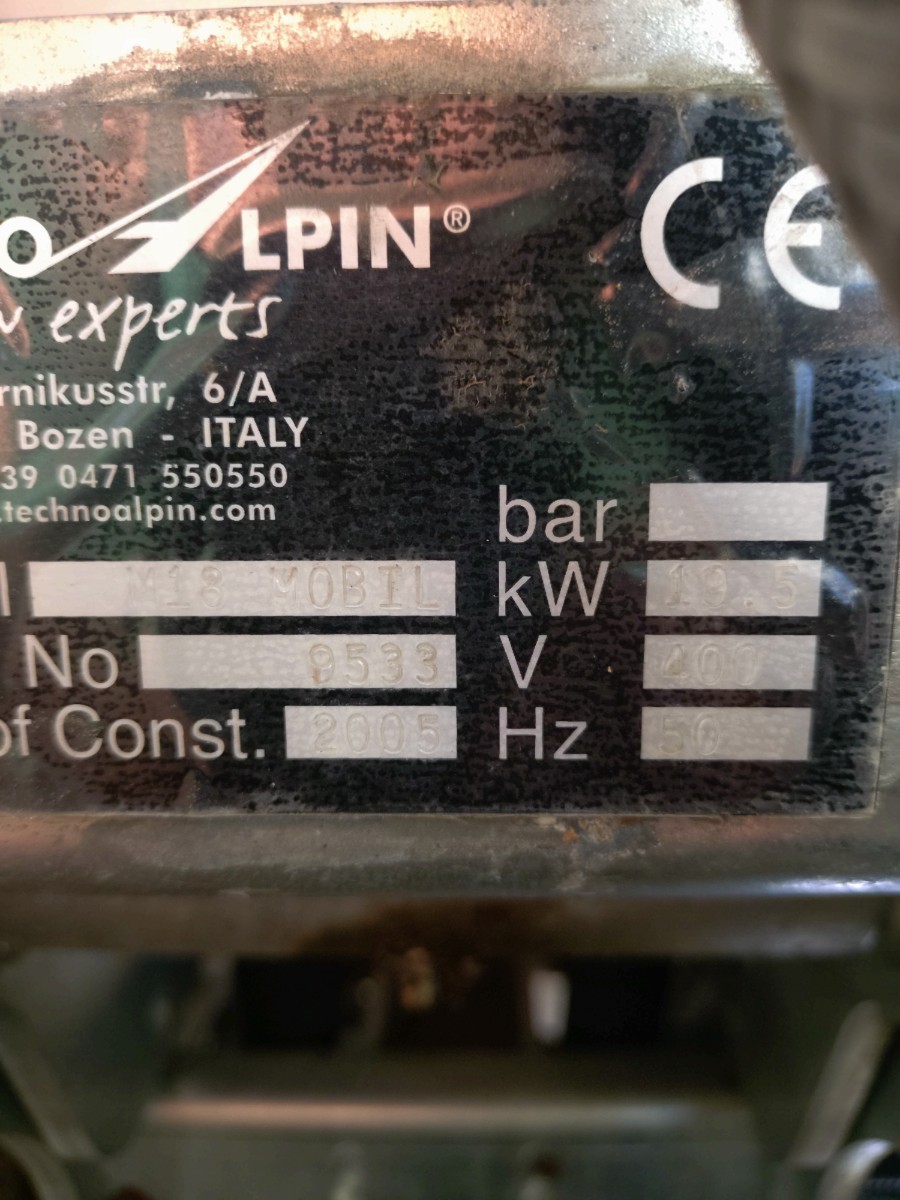 O LPIN® CE
experts
rnikusstr, 6/A
Bozen - ITALY
39 0471 550550
.technoalpin.com
bar
M18 MOBIL kW 19.5
No 9533 V 400
of Const. 2005 Hz 50